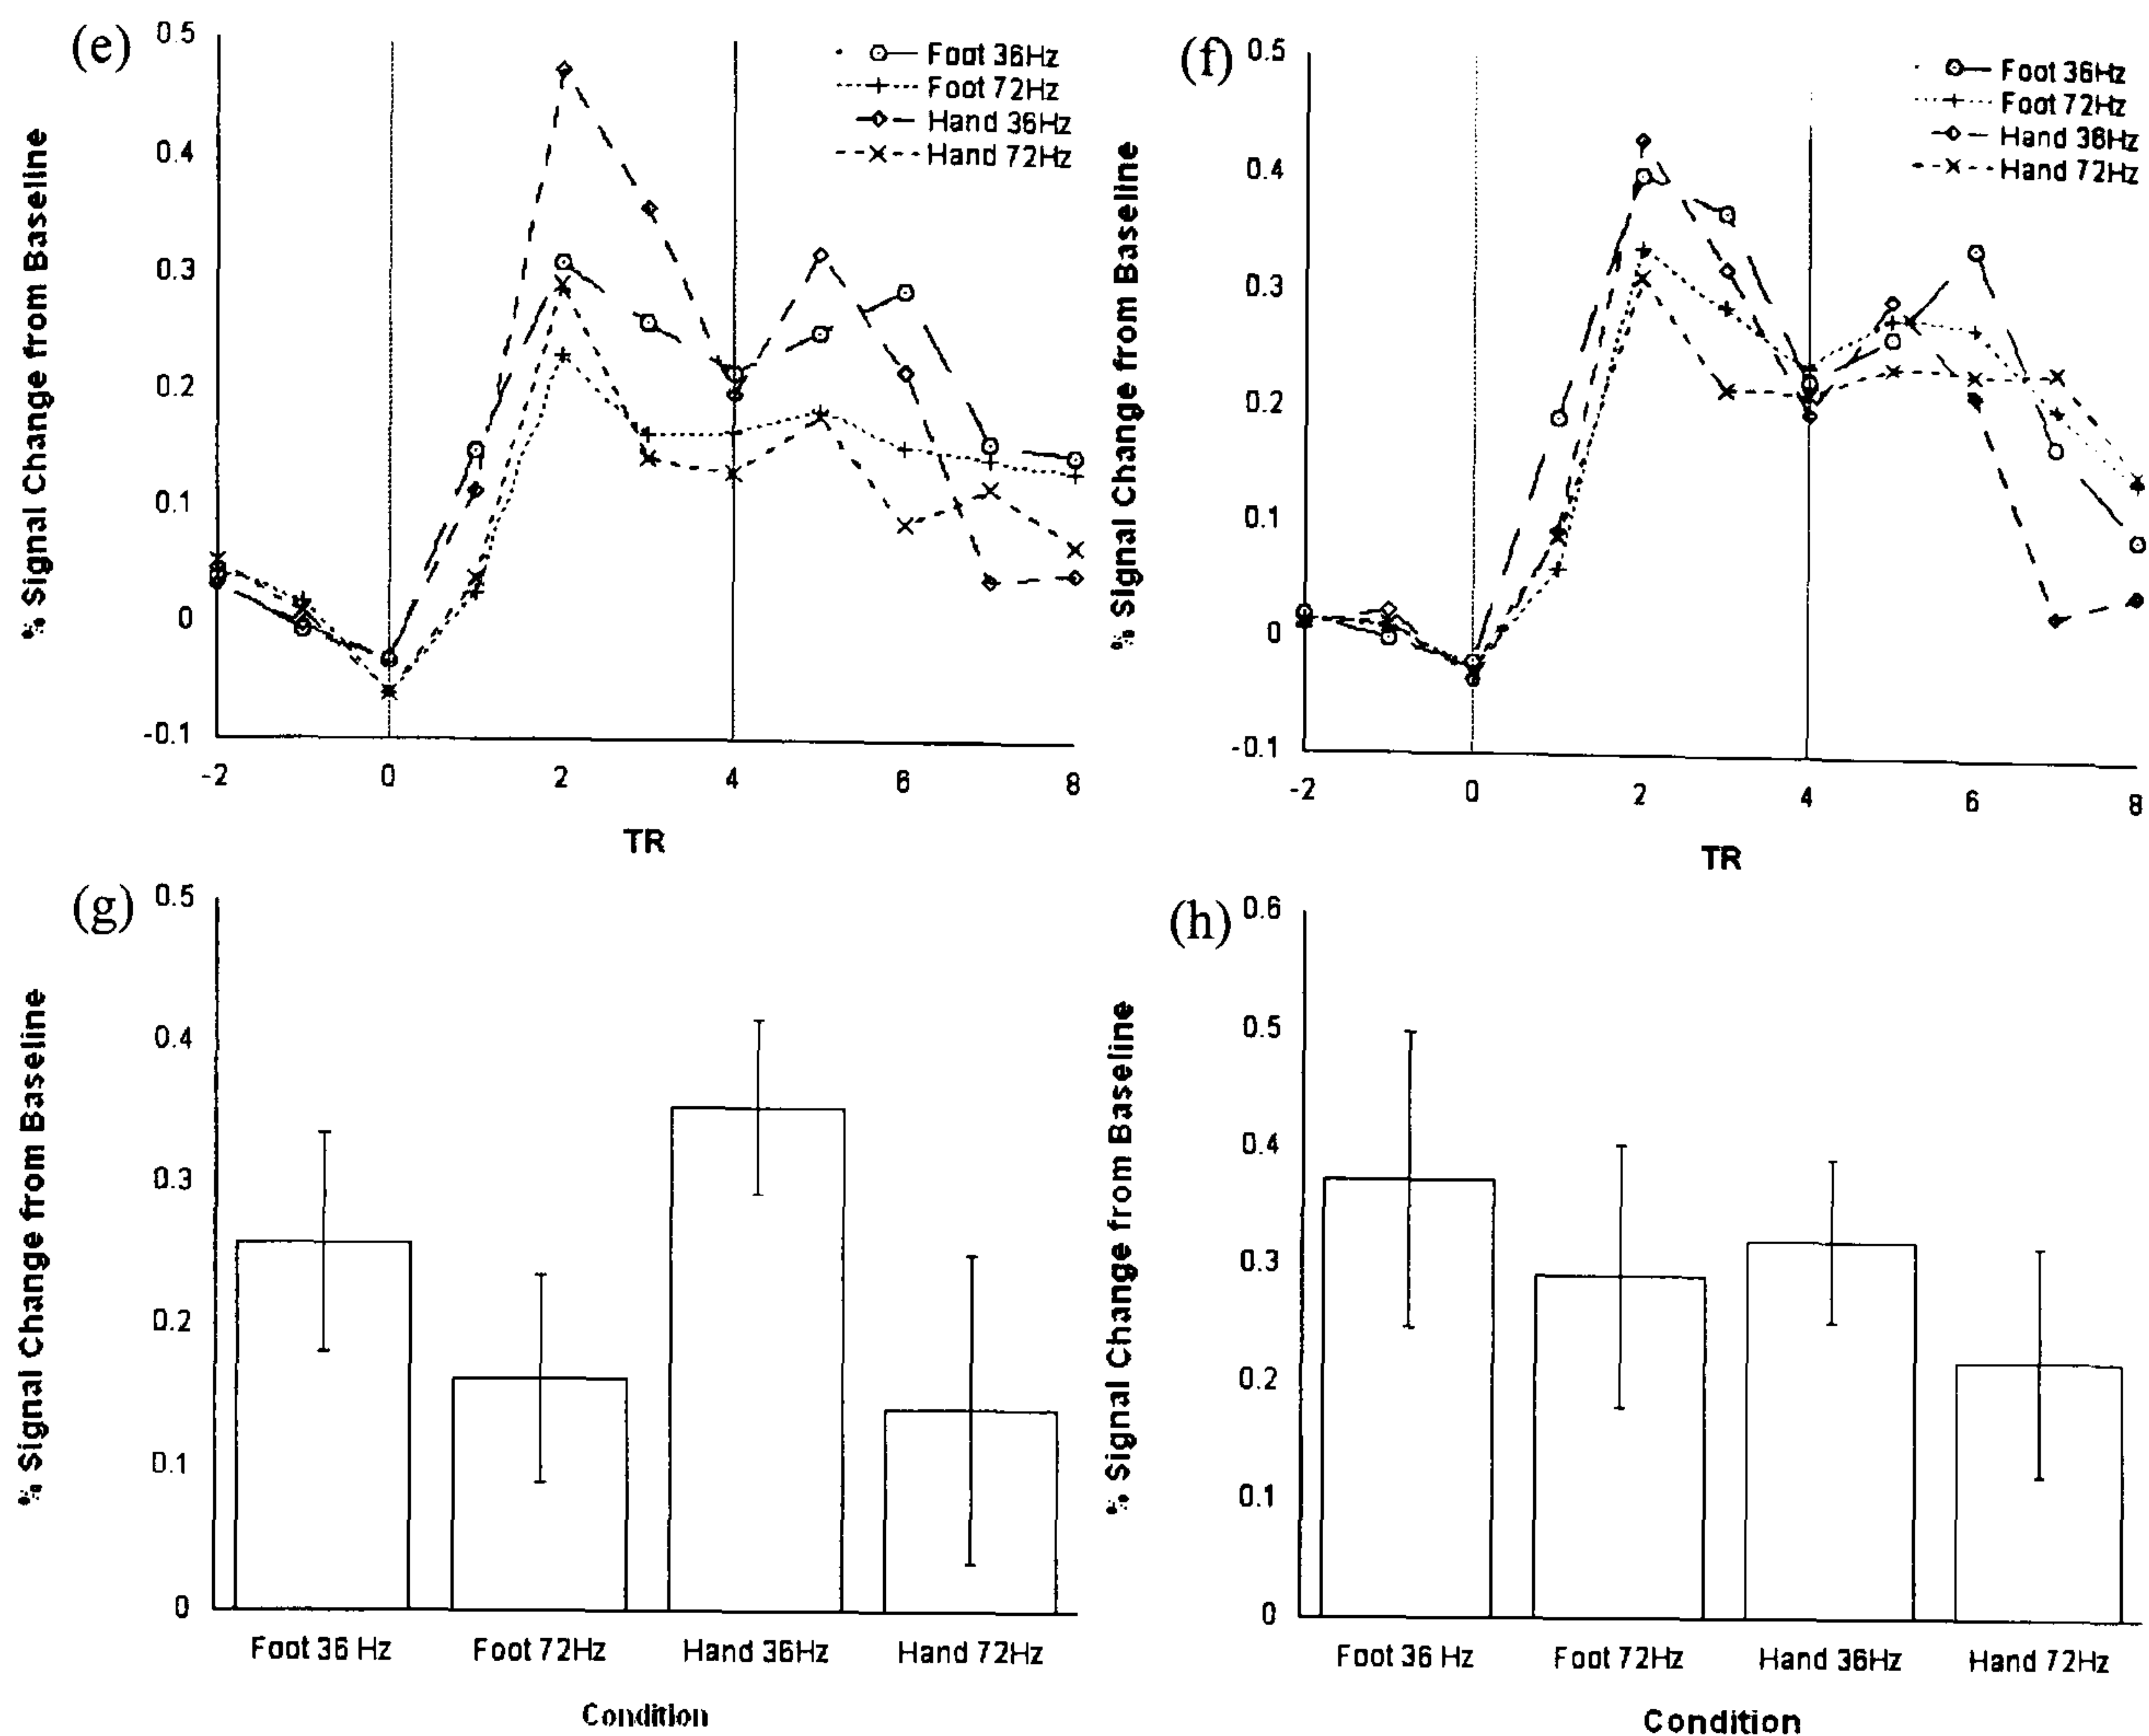 (e)
% Signal Change from Baseline
0.5
0.4
0.3
0.2
0.1
0
-0.1
Foot 36Hz
Foot 72Hz
Hand 36Hz
Hand 72Hz
-2 0 2 4 6 8
TR
(f)
% Signal Change from Baseline
0.5
0.4
0.3
0.2
0.1
0
-0.1
Foot 36Hz
Foot 72Hz
Hand 36Hz
Hand 72Hz
-2 0 2 4 6 8
TR
(g)
% Signal Change from Baseline
0.5
0.4
0.3
0.2
0.1
0
Foot 36 Hz Foot 72Hz Hand 36Hz Hand 72Hz
Condition
(h)
% Signal Change from Baseline
0.6
0.5
0.4
0.3
0.2
0.1
0
Foot 36 Hz Foot 72Hz Hand 36Hz Hand 72Hz
Condition